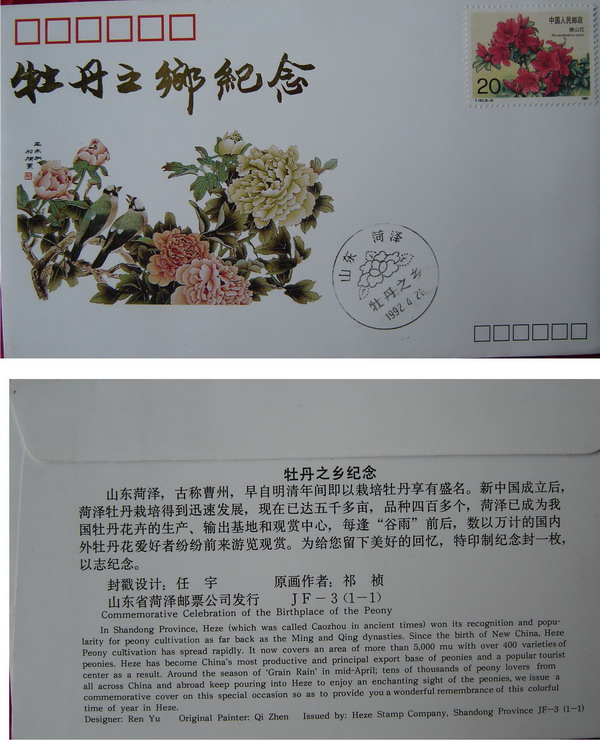 牡丹之鄉紀念
中国人民邮政
映山红
20
T.162.(8-3)
1991
山东 菏泽
牡丹之乡
1992.4.20
牡丹之乡纪念
山东菏泽，古称曹州，早自明清年间即以栽培牡丹享有盛名。新中国成立后，
菏泽牡丹栽培得到迅速发展，现在已达五千多亩，品种四百多个，菏泽已成为我
国牡丹花卉的生产、输出基地和观赏中心，每逢“谷雨”前后，数以万计的国内
外牡丹花爱好者纷纷前来游览观赏。为给您留下美好的回忆，特印制纪念封一枚，
以志纪念。
封戳设计：任 宇 原画作者：祁 祯
山东省菏泽邮票公司发行 JF－3 (1－1)
Commemorative Celebration of the Birthplace of the Peony
In Shandong Province, Heze (which was called Caozhou in ancient times) won its recognition and popu-
larity for peony cultivation as far back as the Ming and Qing dynasties. Since the birth of New China, Heze
Peony cultivation has spread rapidly. It now covers an area of more than 5,000 mu with over 400 varieties of
peonies. Heze has become China's most productive and principal export base of peonies and a popular tourist
center as a result. Around the season of 'Grain Rain' in mid-April; tens of thousands of peony lovers from
all across China and abroad keep pouring into Heze to enjoy an enchanting sight of the peonies, we issue a
commemorative cover on this special occasion so as to provide you a wonderful remembrance of this colorful
time of year in Heze.
Designer: Ren Yu Original Painter: Qi Zhen Issued by: Heze Stamp Company, Shandong Province JF-3 (1-1)